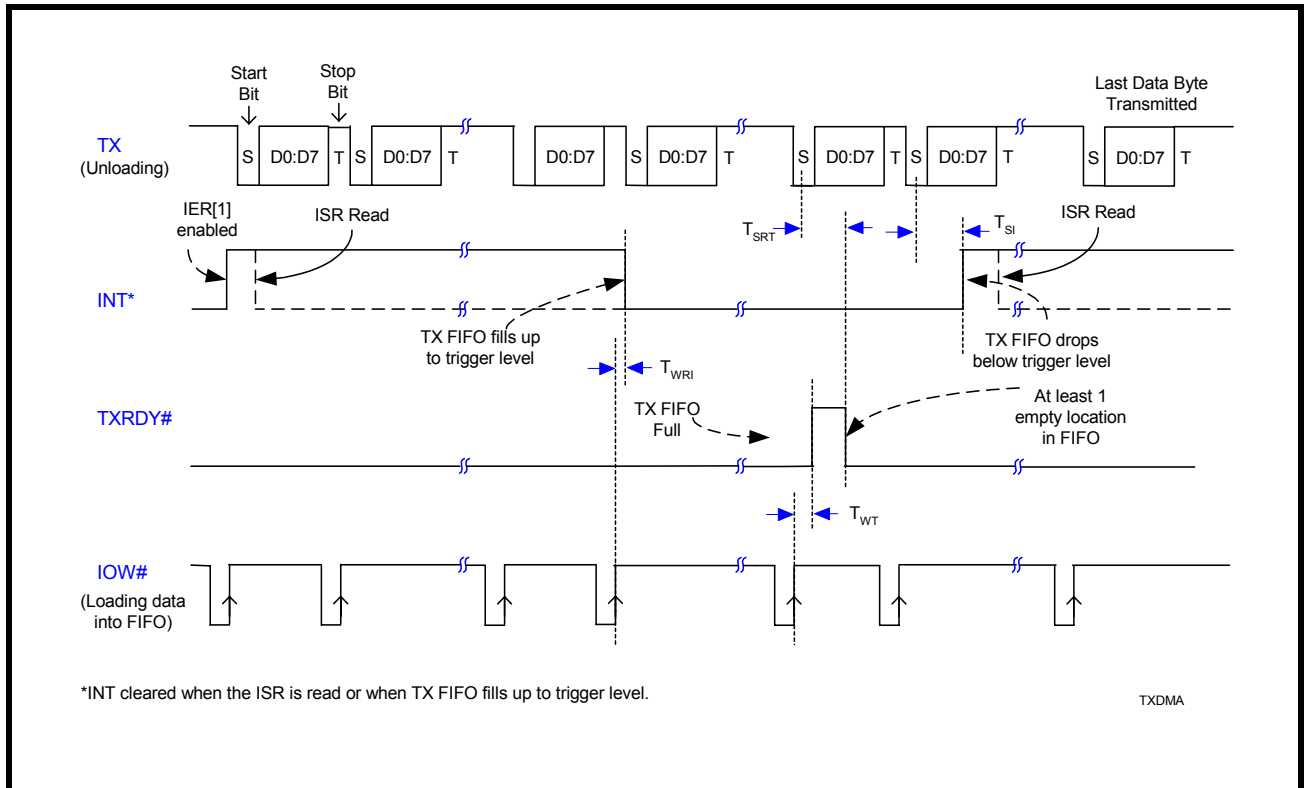 Start
Bit
Stop
Bit
Last Data Byte
Transmitted
TX
(Unloading)
S D0:D7 T S D0:D7 T D0:D7 S D0:D7 T S D0:D7 T S D0:D7 T S D0:D7 T
IER[1]
enabled
ISR Read
TSRT
TSI
ISR Read
INT*
TX FIFO fills up
to trigger level
TX FIFO drops
below trigger level
TWRI
TXRDY#
TX FIFO
Full
At least 1
empty location
in FIFO
TWT
IOW#
(Loading data
into FIFO)
*INT cleared when the ISR is read or when TX FIFO fills up to trigger level.
TXDMA